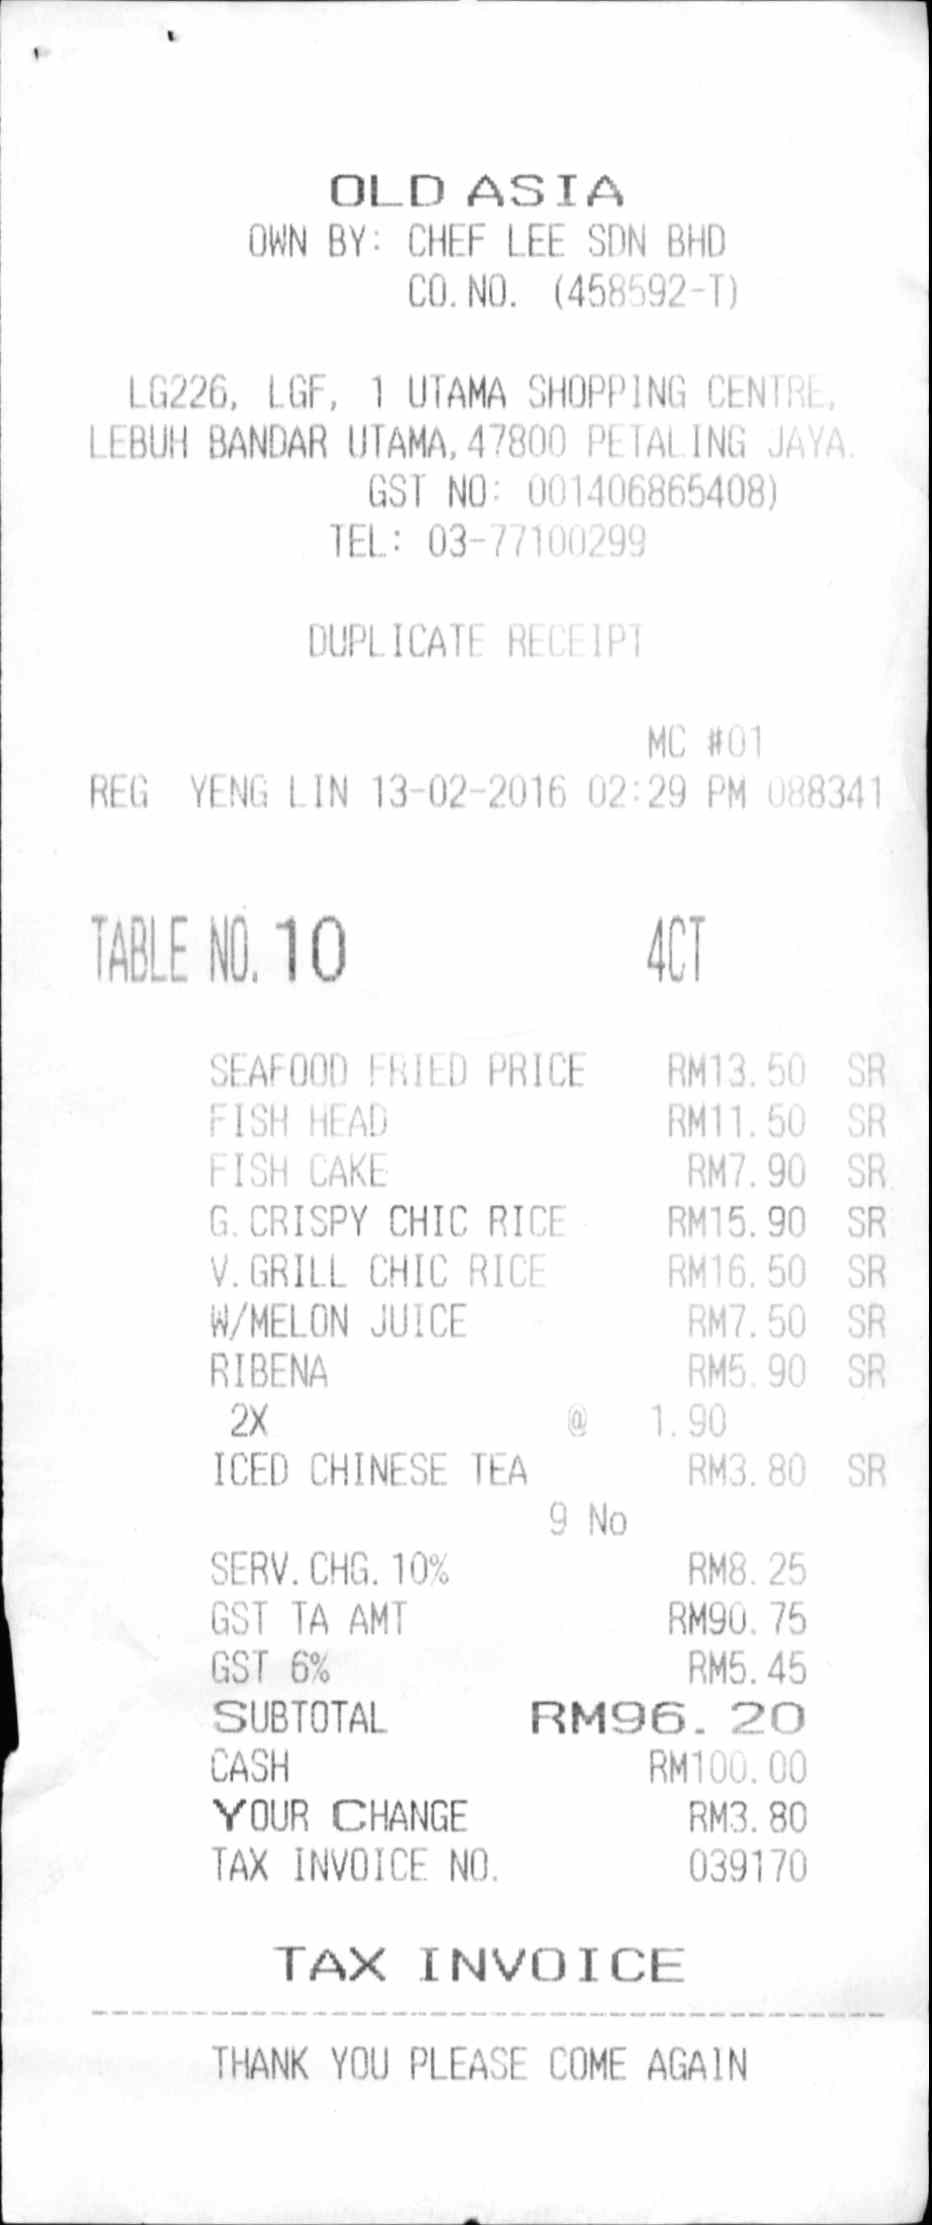 OLD ASIA
OWN BY: CHEF LEE SDN BHD
CO.NO. (458592-T)
LG226, LGF, 1 UTAMA SHOPPING CENTRE,
LEBUH BANDAR UTAMA,47800 PETALING JAYA.
GST NO: 001406865408)
TEL: 03-77100299
DUPLICATE RECEIPT
MC #01
REG YENG LIN 13-02-2016 02:29 PM 088341
TABLE NO. 10 4CT
SEAFOOD FRIED PRICE RM13.50 SR
FISH HEAD RM11.50 SR
FISH CAKE RM7.90 SR
G.CRISPY CHIC RICE RM15.90 SR
V.GRILL CHIC RICE RM16.50 SR
W/MELON JUICE RM7.50 SR
RIBENA RM5.90 SR
2X @ 1.90
ICED CHINESE TEA RM3.80 SR
9 No
SERV.CHG.10% RM8.25
GST TA AMT RM90.75
GST 6% RM5.45
SUBTOTAL RM96.20
CASH RM100.00
YOUR CHANGE RM3.80
TAX INVOICE NO. 039170
TAX INVOICE
THANK YOU PLEASE COME AGAIN